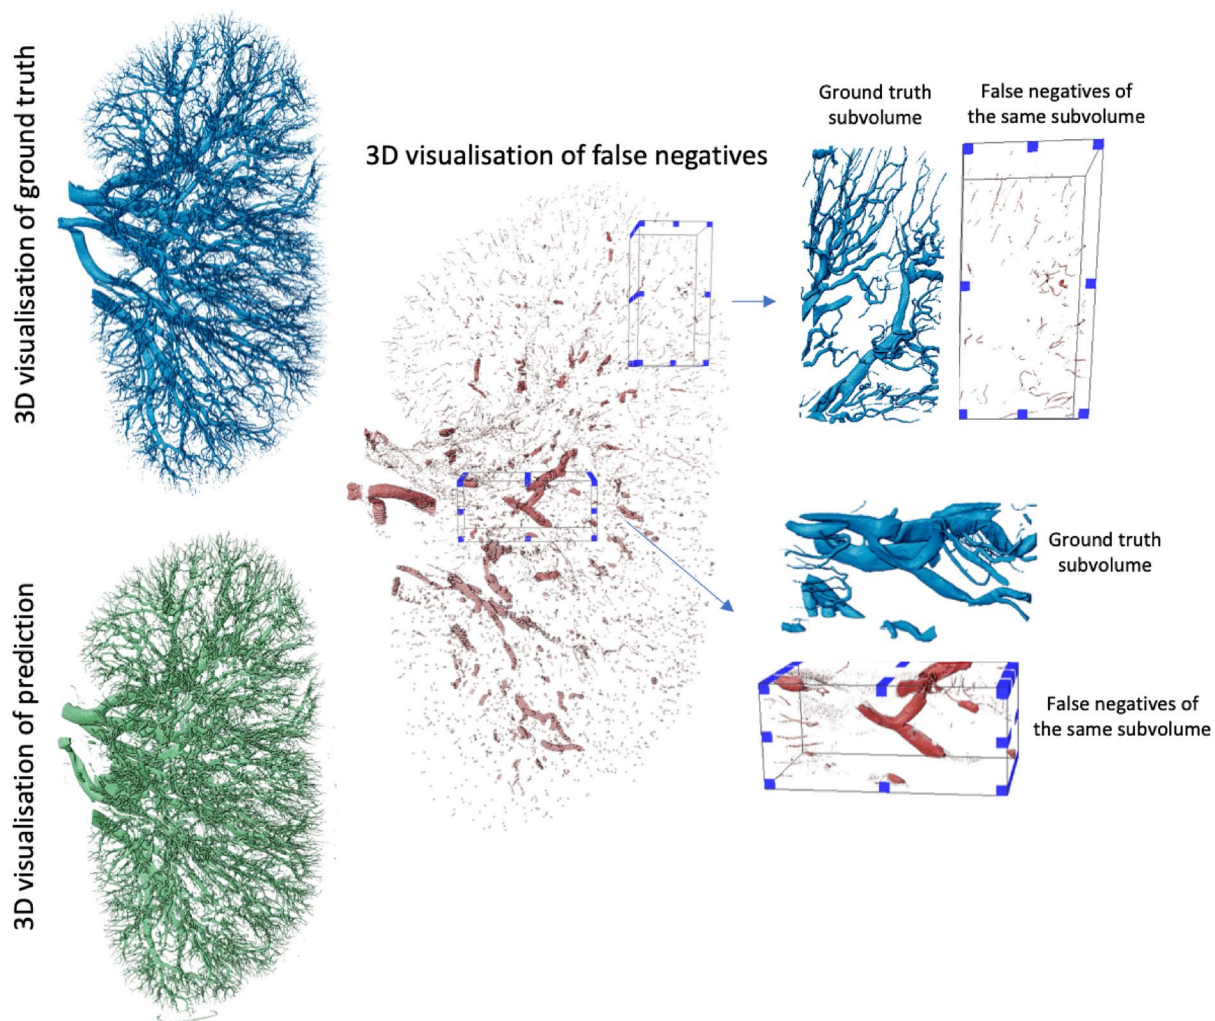 3D visualisation of ground truth
3D visualisation of false negatives
Ground truth
subvolume
False negatives of
the same subvolume
Ground truth
subvolume
False negatives of
the same subvolume
3D visualisation of prediction